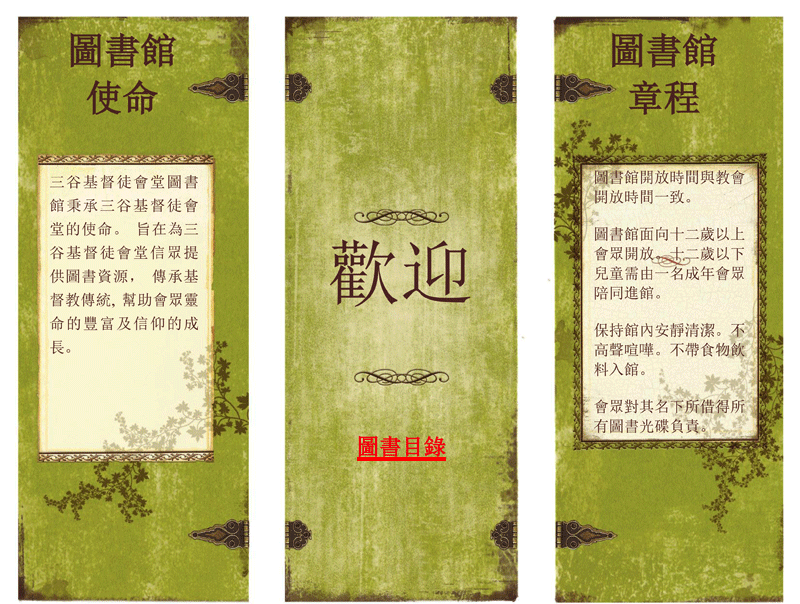 圖書館
使命
三谷基督徒會堂圖書
館秉承三谷基督徒會
堂的使命。 旨在為三
谷基督徒會堂信眾提
供圖書資源， 傳承基
督教傳統, 幫助會眾靈
命的豐富及信仰的成
長。
歡迎
圖書目錄
圖書館
章程
圖書館開放時間與教會
開放時間一致。
圖書館面向十二歲以上
會眾開放。十二歲以下
兒童需由一名成年會眾
陪同進館。
保持館內安靜清潔。不
高聲喧嘩。不帶食物飲
料入館。
會眾對其名下所借得所
有圖書光碟負責。